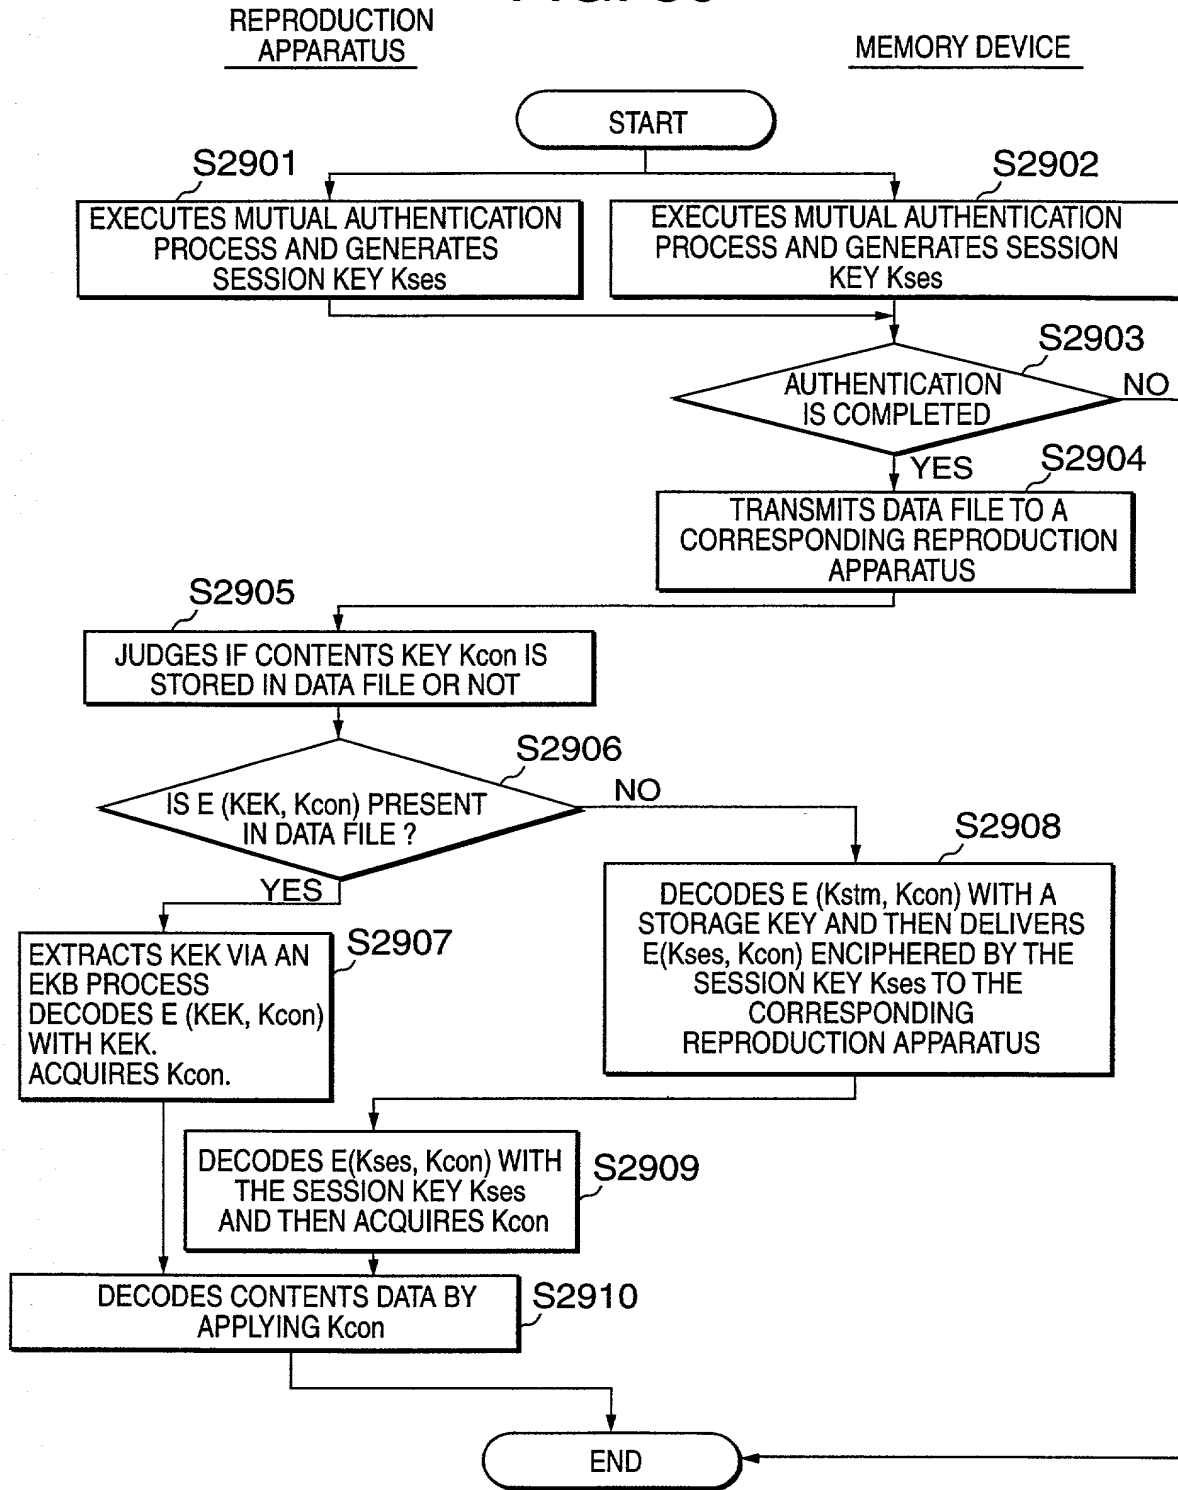 REPRODUCTION
APPARATUS
MEMORY DEVICE
START
S2901
S2902
EXECUTES MUTUAL AUTHENTICATION
PROCESS AND GENERATES
SESSION KEY Kses
EXECUTES MUTUAL AUTHENTICATION
PROCESS AND GENERATES SESSION
KEY Kses
S2903
AUTHENTICATION
IS COMPLETED
NO
YES
S2904
TRANSMITS DATA FILE TO A
CORRESPONDING REPRODUCTION
APPARATUS
S2905
JUDGES IF CONTENTS KEY Kcon IS
STORED IN DATA FILE OR NOT
S2906
IS E (KEK, Kcon) PRESENT
IN DATA FILE ?
NO
YES
S2908
DECODES E (Kstm, Kcon) WITH A
STORAGE KEY AND THEN DELIVERS
E(Kses, Kcon) ENCIPHERED BY THE
SESSION KEY Kses TO THE
CORRESPONDING
REPRODUCTION APPARATUS
S2907
EXTRACTS KEK VIA AN
EKB PROCESS
DECODES E (KEK, Kcon)
WITH KEK.
ACQUIRES Kcon.
DECODES E(Kses, Kcon) WITH
THE SESSION KEY Kses
AND THEN ACQUIRES Kcon
S2909
DECODES CONTENTS DATA BY
APPLYING Kcon
S2910
END